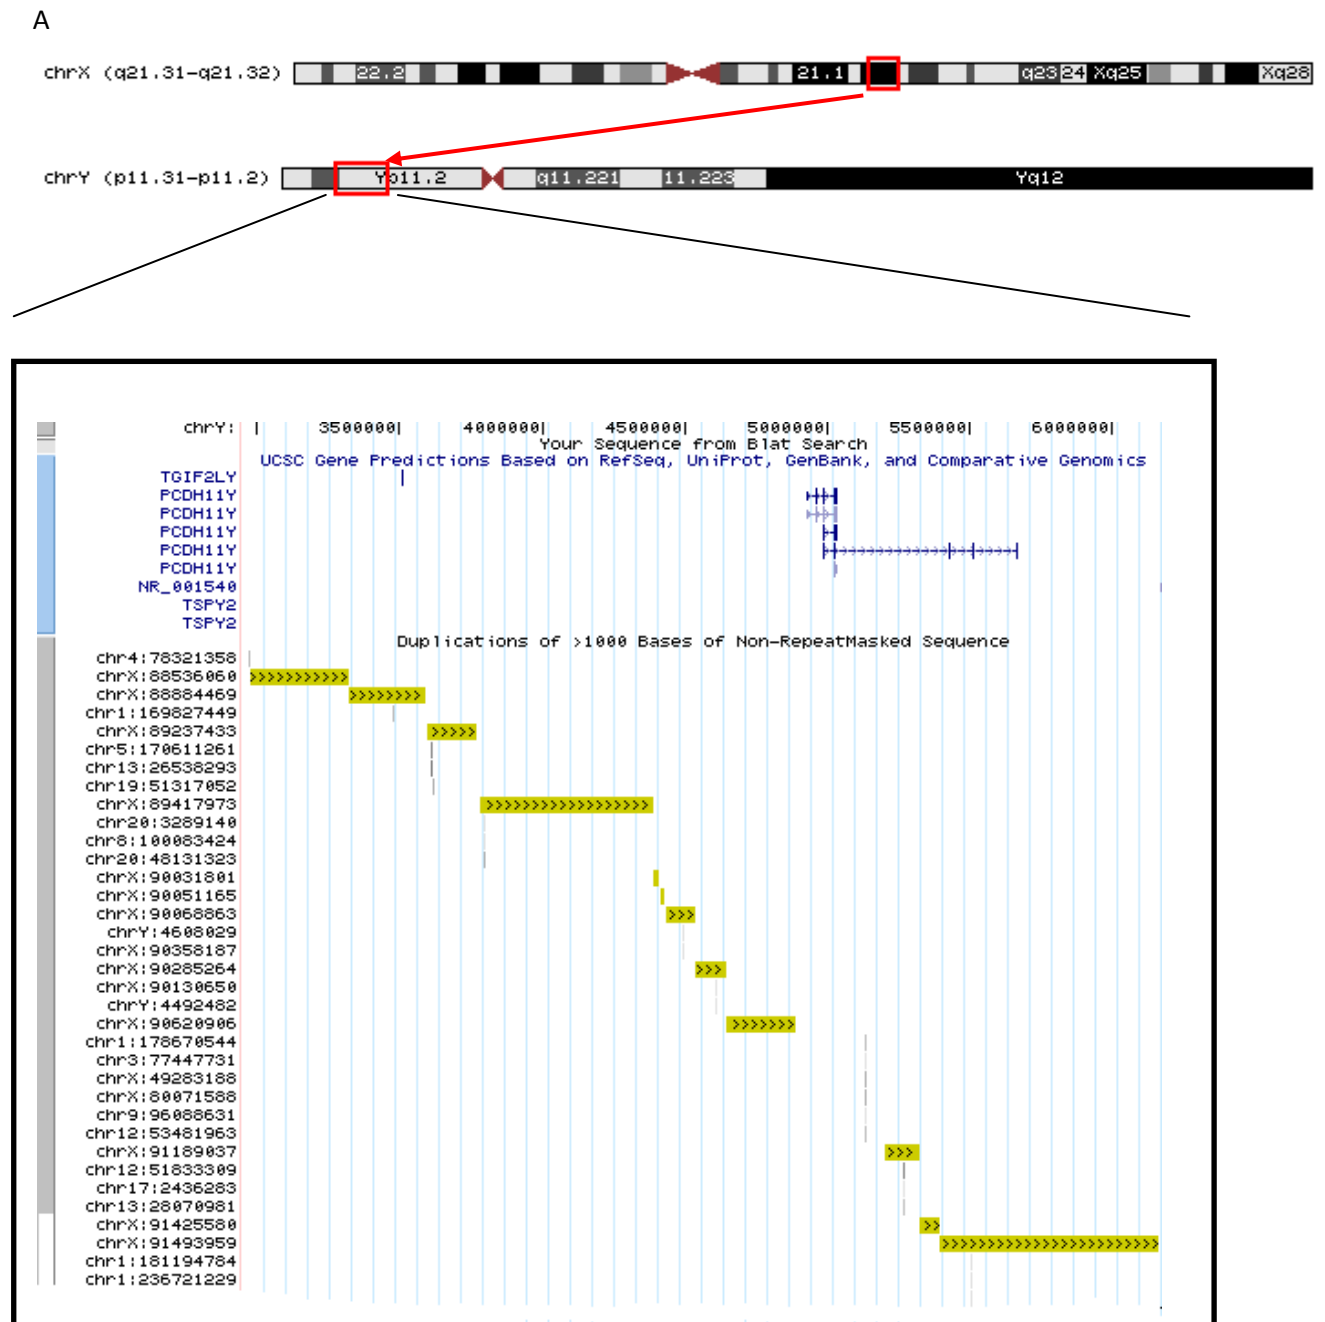 A
chrX (q21.31-q21.32) 22.2 21.1 q23 24 Xq25 Xq28
chrY (p11.31-p11.2) Yp11.2 q11.221 11.223 Yq12
chrY: | 3500000| 4000000| 4500000| 5000000| 5500000| 6000000|
Your Sequence from Blat Search
UCSC Gene Predictions Based on RefSeq, UniProt, GenBank, and Comparative Genomics
TGIF2LY
PCDH11Y
PCDH11Y
PCDH11Y
PCDH11Y
PCDH11Y
NR_001540
TSPY2
TSPY2
Duplications of >1000 Bases of Non-RepeatMasked Sequence
chr4:78321358
chrX:88536060
chrX:88884469
chr1:169827449
chrX:89237433
chr5:170611261
chr13:26538293
chr19:51317052
chrX:89417973
chr20:3289140
chr8:100083424
chr20:48131323
chrX:90031801
chrX:90051165
chrX:90068863
chrY:4608029
chrX:90358187
chrX:90285264
chrX:90130650
chrY:4492482
chrX:90620906
chr1:178670544
chr3:77447731
chrX:49283188
chrX:80071588
chr9:96088631
chr12:53481963
chrX:91189037
chr12:51833309
chr17:2436283
chr13:28070981
chrX:91425580
chrX:91493959
chr1:181194784
chr1:236721229